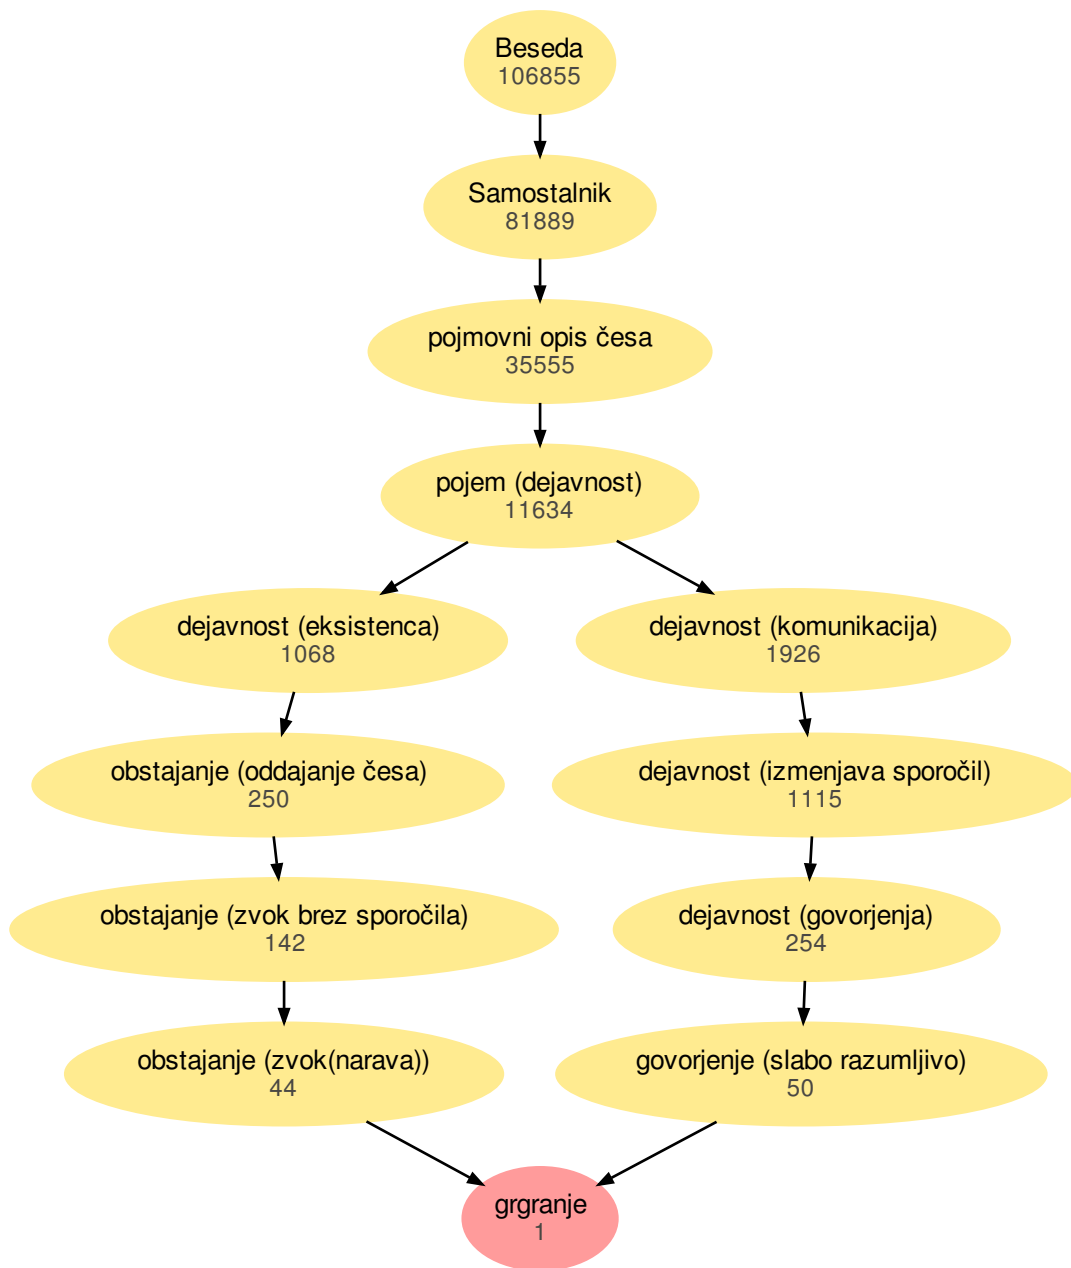 Beseda
106855
Samostalnik
81889
pojmovni opis česa
35555
pojem (dejavnost)
11634
dejavnost (eksistenca)
1068
dejavnost (komunikacija)
1926
obstajanje (oddajanje česa)
250
dejavnost (izmenjava sporočil)
1115
obstajanje (zvok brez sporočila)
142
dejavnost (govorjenja)
254
obstajanje (zvok(narava))
44
govorjenje (slabo razumljivo)
50
grgranje
1